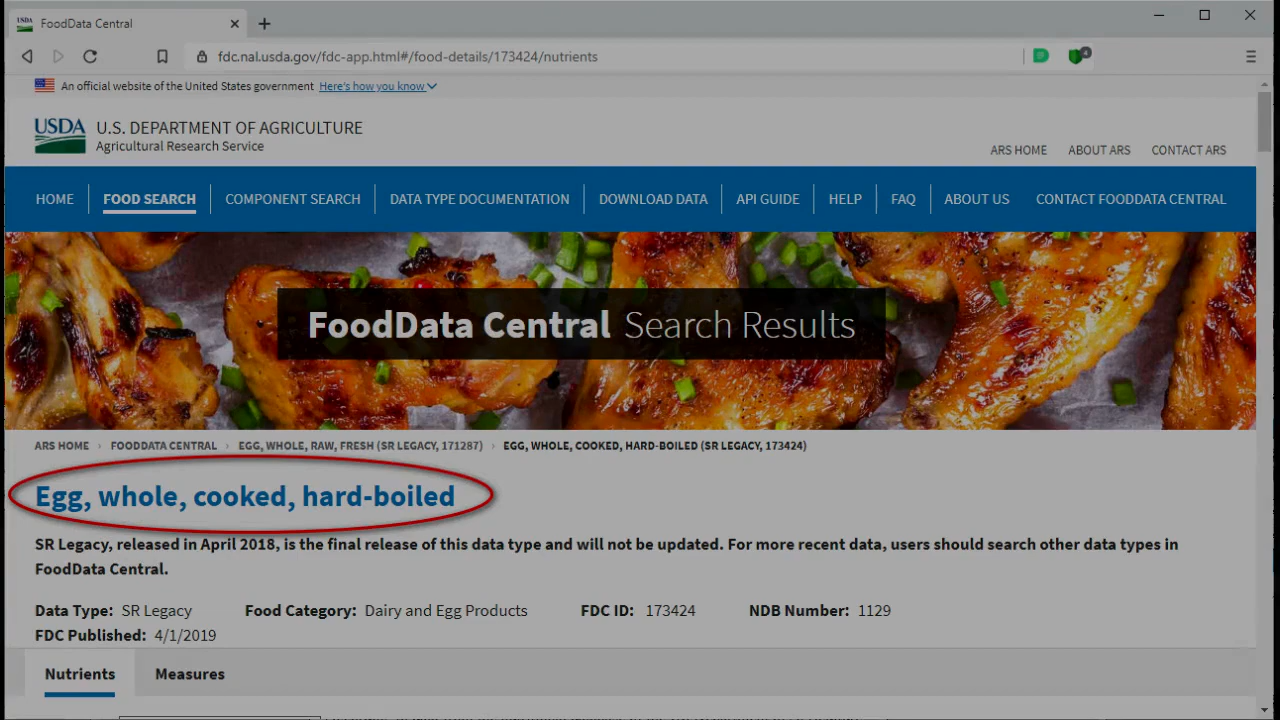 USDA FoodData Central
fdc.nal.usda.gov/fdc-app.html#/food-details/173424/nutrients
4
An official website of the United States government Here's how you know
USDA U.S. DEPARTMENT OF AGRICULTURE
Agricultural Research Service
ARS HOME ABOUT ARS CONTACT ARS
HOME FOOD SEARCH COMPONENT SEARCH DATA TYPE DOCUMENTATION DOWNLOAD DATA API GUIDE HELP FAQ ABOUT US CONTACT FOODDATA CENTRAL
FoodData Central Search Results
ARS HOME › FOODDATA CENTRAL › EGG, WHOLE, RAW, FRESH (SR LEGACY, 171287) › EGG, WHOLE, COOKED, HARD-BOILED (SR LEGACY, 173424)
Egg, whole, cooked, hard-boiled
SR Legacy, released in April 2018, is the final release of this data type and will not be updated. For more recent data, users should search other data types in
FoodData Central.
Data Type: SR Legacy Food Category: Dairy and Egg Products FDC ID: 173424 NDB Number: 1129
FDC Published: 4/1/2019
Nutrients Measures